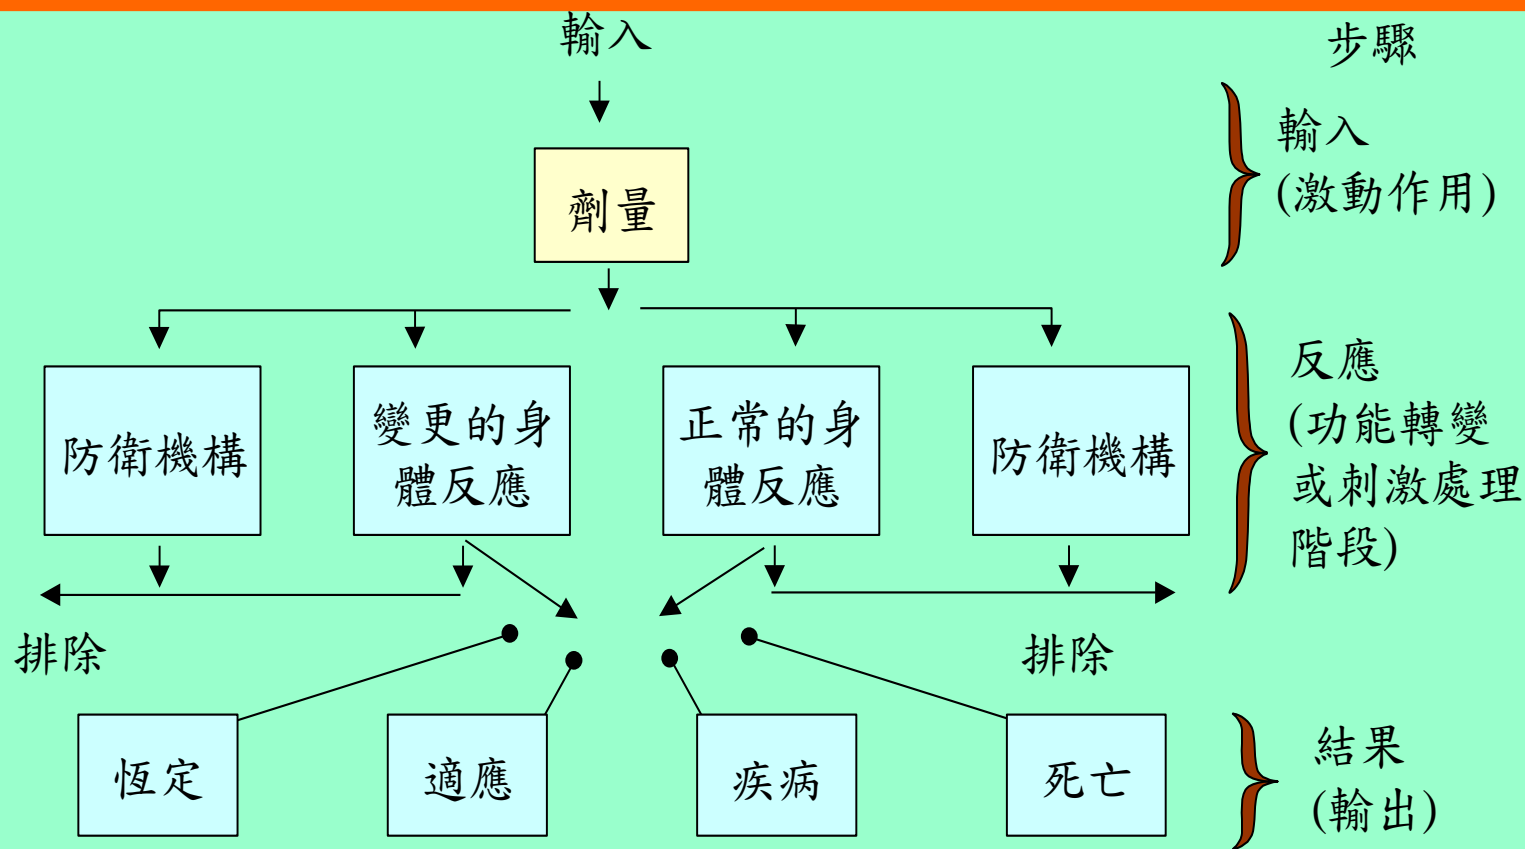 輸入
步驟
輸入
(激動作用)
劑量
防衛機構
變更的身
體反應
正常的身
體反應
防衛機構
反應
(功能轉變
或刺激處理
階段)
排除
排除
恆定
適應
疾病
死亡
結果
(輸出)